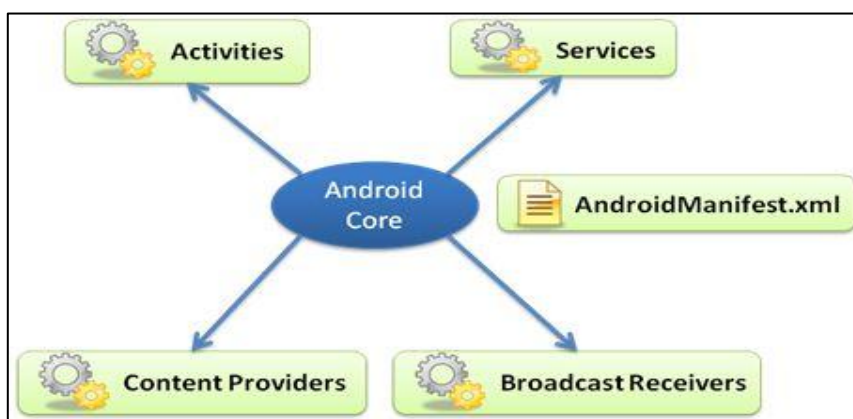 Activities
Services
Android
Core
AndroidManifest.xml
Content Providers
Broadcast Receivers